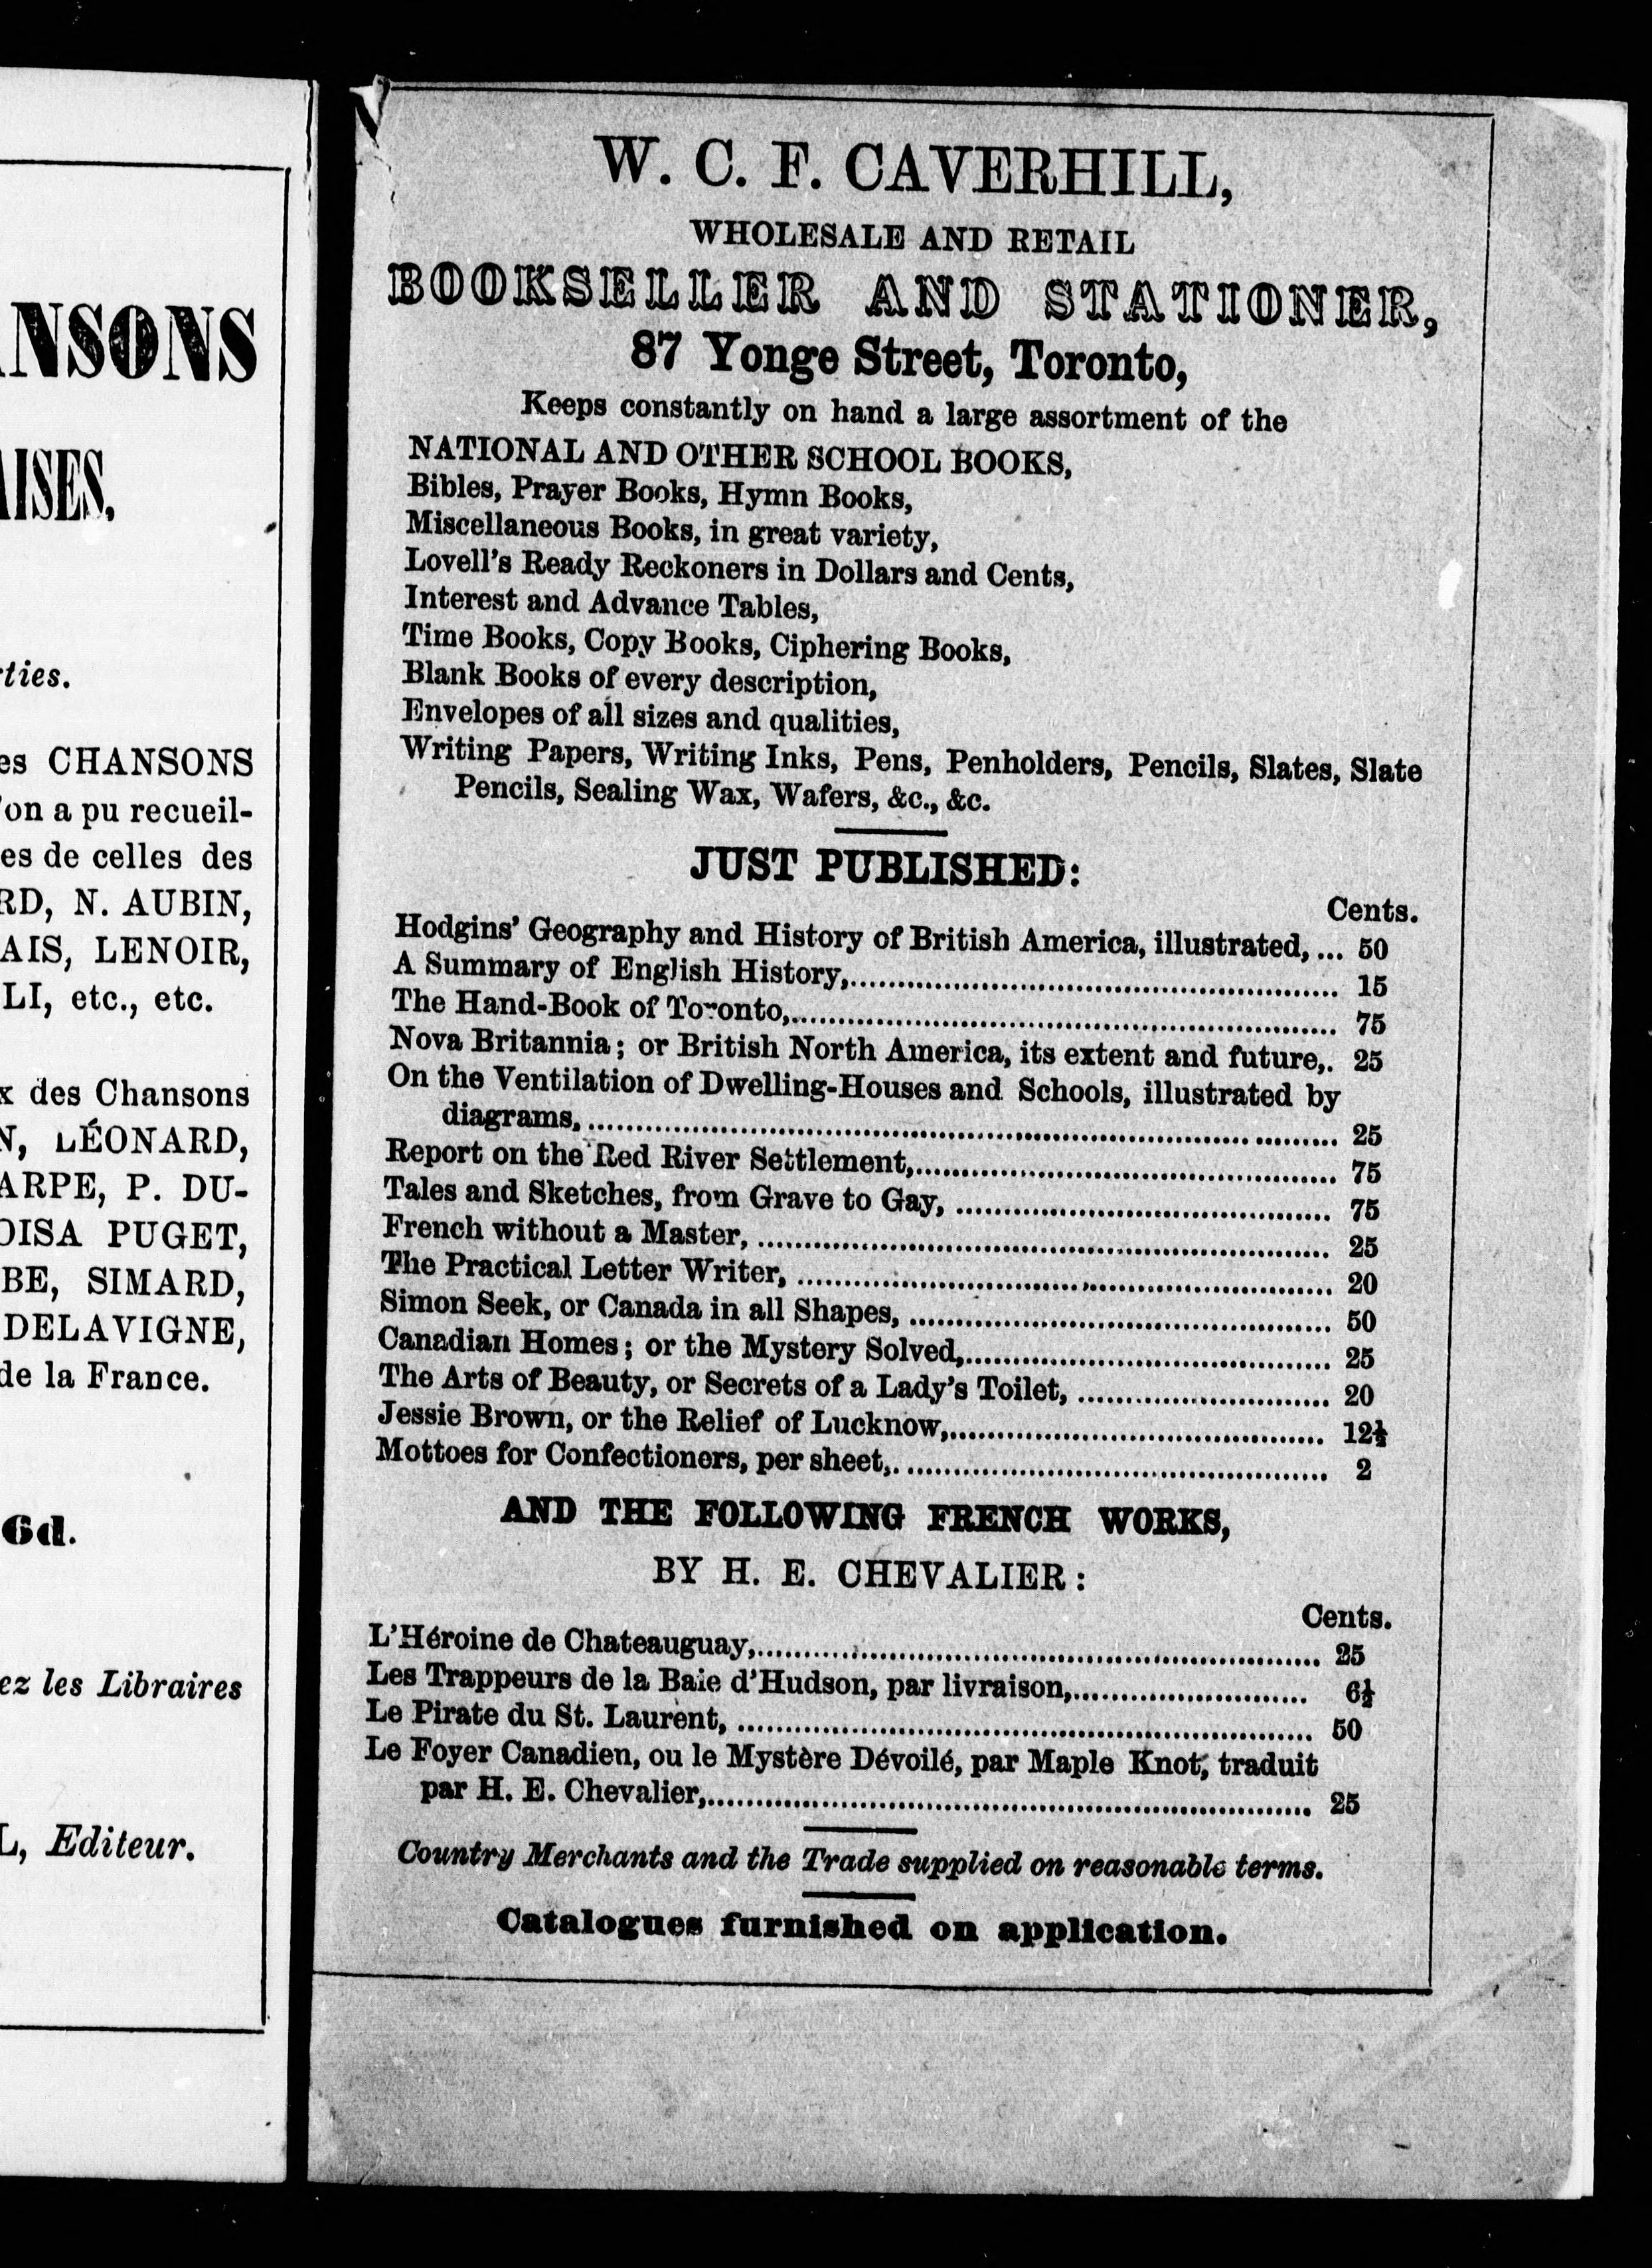 NSONS
AISES,
ties.
es CHANSONS
'on a pu recueil-
es de celles des
RD, N. AUBIN,
AIS, LENOIR,
LI, etc., etc.
x des Chansons
N, LÉONARD,
ARPE, P. DU-
OISA PUGET,
BE, SIMARD,
DELAVIGNE,
de la France.
6d.
ez les Libraires
L, Editeur.
W. C. F. CAVERHILL,
WHOLESALE AND RETAIL
BOOKSELLER AND STATIONER,
87 Yonge Street, Toronto,
Keeps constantly on hand a large assortment of the
NATIONAL AND OTHER SCHOOL BOOKS,
Bibles, Prayer Books, Hymn Books,
Miscellaneous Books, in great variety,
Lovell's Ready Reckoners in Dollars and Cents,
Interest and Advance Tables,
Time Books, Copy Books, Ciphering Books,
Blank Books of every description,
Envelopes of all sizes and qualities,
Writing Papers, Writing Inks, Pens, Penholders, Pencils, Slates, Slate
Pencils, Sealing Wax, Wafers, &c., &c.
JUST PUBLISHED:
Cents.
Hodgins' Geography and History of British America, illustrated,... 50
A Summary of English History,........ 15
The Hand-Book of Toronto,........ 75
Nova Britannia; or British North America, its extent and future,. 25
On the Ventilation of Dwelling-Houses and Schools, illustrated by
diagrams,........ 25
Report on the Red River Settlement,........ 75
Tales and Sketches, from Grave to Gay, ........ 75
French without a Master, ........ 25
The Practical Letter Writer, ........ 20
Simon Seek, or Canada in all Shapes, ........ 50
Canadian Homes; or the Mystery Solved,........ 25
The Arts of Beauty, or Secrets of a Lady's Toilet, ........ 20
Jessie Brown, or the Relief of Lucknow,........ 12½
Mottoes for Confectioners, per sheet,........ 2
AND THE FOLLOWING FRENCH WORKS,
BY H. E. CHEVALIER:
Cents.
L'Héroine de Chateauguay,........ 25
Les Trappeurs de la Baie d'Hudson, par livraison,........ 6½
Le Pirate du St. Laurent, ........ 50
Le Foyer Canadien, ou le Mystère Dévoilé, par Maple Knot, traduit
par H. E. Chevalier,........ 25
Country Merchants and the Trade supplied on reasonable terms.
Catalogues furnished on application.